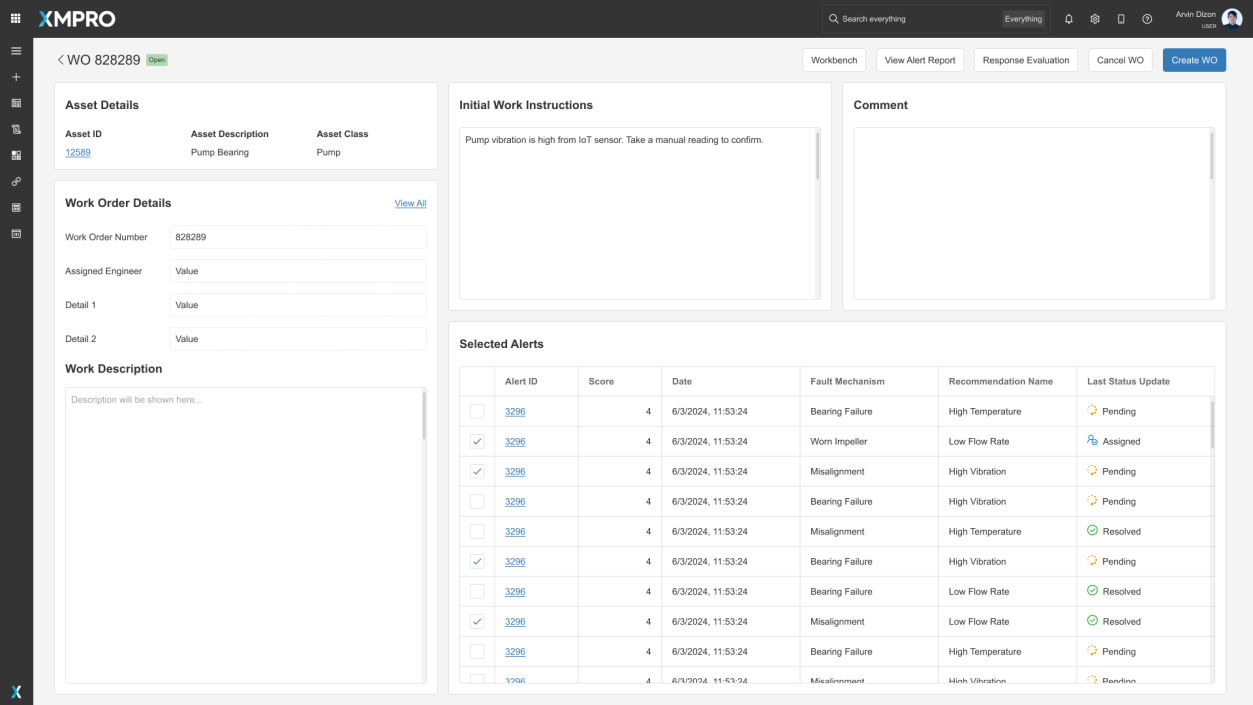 XMPRO
Search everything
Everything
Arvin Dizon
USER
WO 828289
Open
Workbench
View Alert Report
Response Evaluation
Cancel WO
Create WO
Asset Details
Asset ID Asset Description Asset Class
12589 Pump Bearing Pump
Work Order Details
View All
Work Order Number 828289
Assigned Engineer Value
Detail 1 Value
Detail 2 Value
Work Description
Description will be shown here...
Initial Work Instructions
Pump vibration is high from IoT sensor. Take a manual reading to confirm.
Comment
Selected Alerts
Alert ID Score Date Fault Mechanism Recommendation Name Last Status Update
3296 4 6/3/2024, 11:53:24 Bearing Failure High Temperature Pending
3296 4 6/3/2024, 11:53:24 Worn Impeller Low Flow Rate Assigned
3296 4 6/3/2024, 11:53:24 Misalignment High Vibration Pending
3296 4 6/3/2024, 11:53:24 Bearing Failure High Vibration Pending
3296 4 6/3/2024, 11:53:24 Misalignment High Temperature Resolved
3296 4 6/3/2024, 11:53:24 Bearing Failure High Vibration Pending
3296 4 6/3/2024, 11:53:24 Bearing Failure Low Flow Rate Resolved
3296 4 6/3/2024, 11:53:24 Misalignment Low Flow Rate Resolved
3296 4 6/3/2024, 11:53:24 Bearing Failure High Temperature Pending
3296 4 6/3/2024, 11:53:24 Misalignment High Vibration Pending